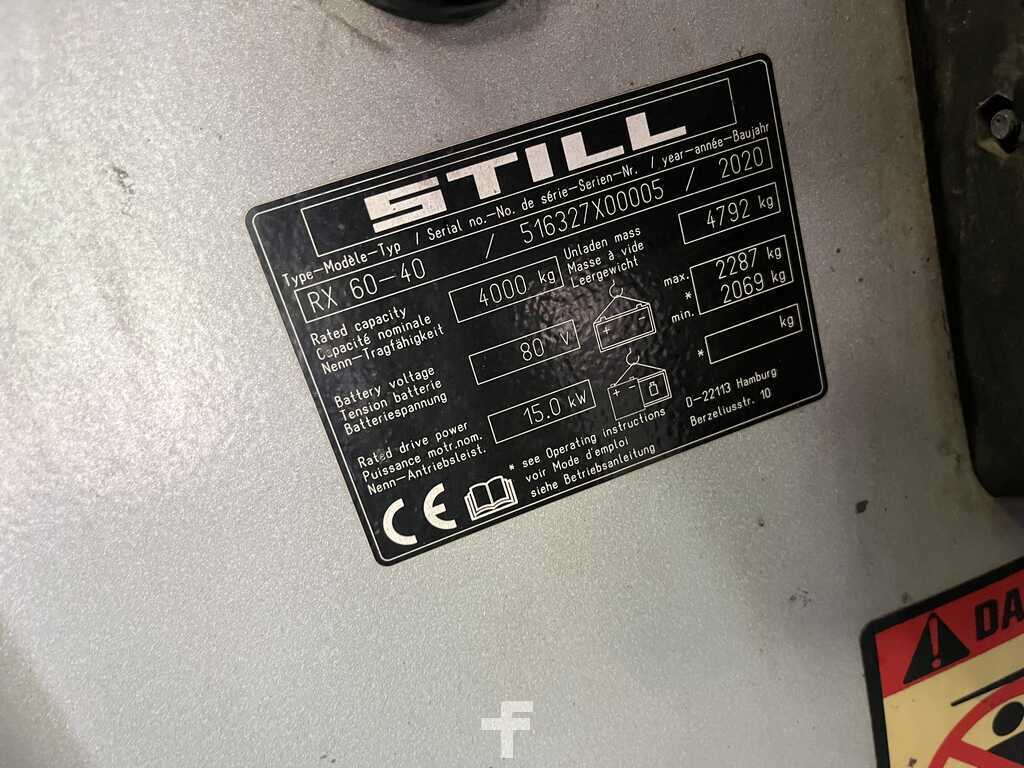 STILL
Type-Modèle-Typ / Serial no.-No. de série-Serien-Nr. / year-année-Baujahr
RX 60-40 / 516327X00005 / 2020
Rated capacity
Capacité nominale
Nenn-Tragfähigkeit
4000 kg
Unladen mass
Masse à vide
Leergewicht
4792 kg
Battery voltage
Tension batterie
Batteriespannung
80 V
+ -
max. 2287 kg
*
min. 2069 kg
Rated drive power
Puissance motr.nom.
Nenn-Antriebsleist.
15.0 kW
+
* kg
CE
* see Operating instructions
voir Mode d'emploi
siehe Betriebsanleitung
D-22113 Hamburg
Berzeliusstr. 10
DA